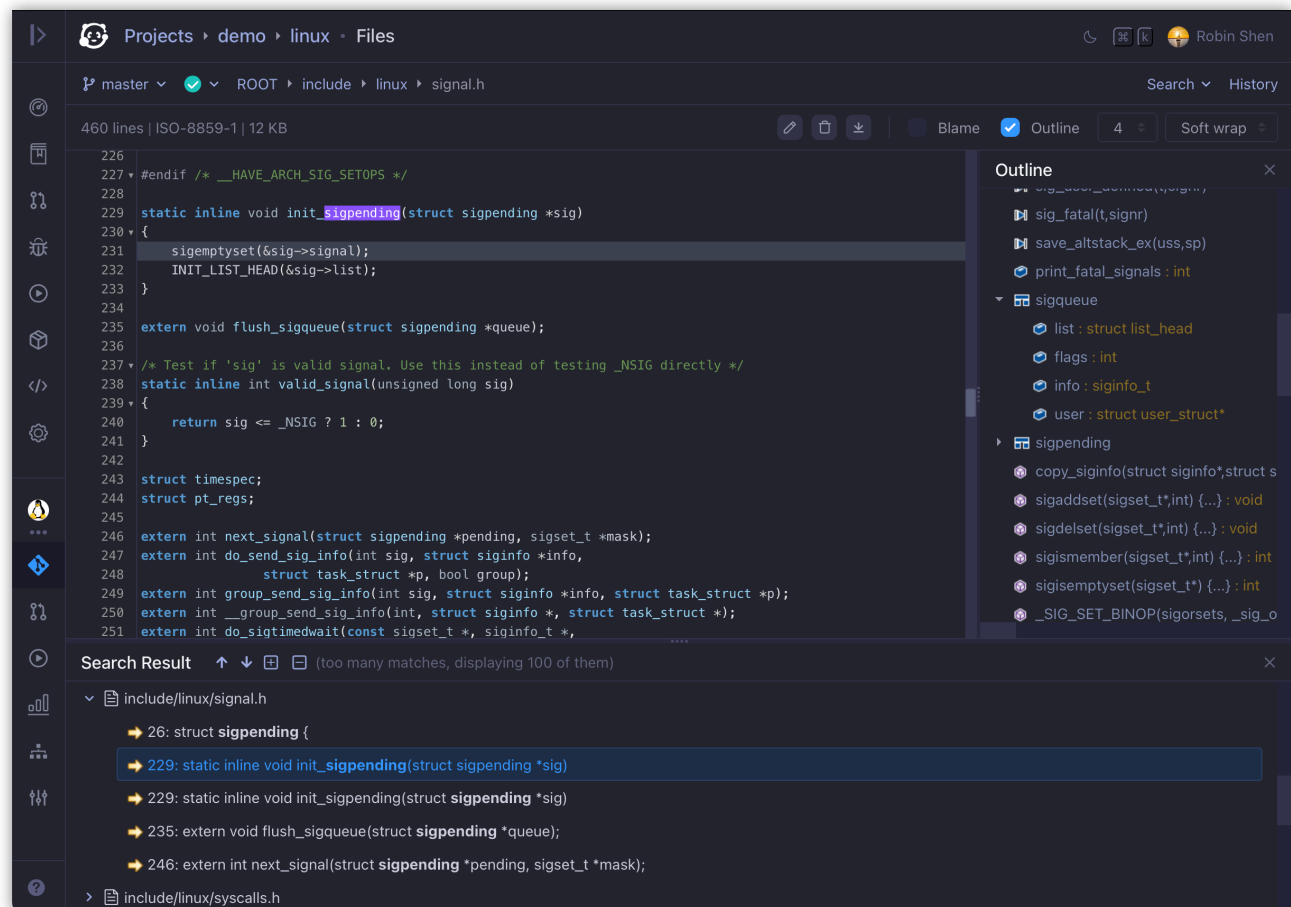 Projects demo linux Files
⌘ k Robin Shen
master ROOT include linux signal.h
Search History
460 lines | ISO-8859-1 | 12 KB
Blame Outline 4 Soft wrap
226
227 #endif /* __HAVE_ARCH_SIG_SETOPS */
228
229 static inline void init_sigpending(struct sigpending *sig)
230 {
231     sigemptyset(&sig->signal);
232     INIT_LIST_HEAD(&sig->list);
233 }
234
235 extern void flush_sigqueue(struct sigpending *queue);
236
237 /* Test if 'sig' is valid signal. Use this instead of testing _NSIG directly */
238 static inline int valid_signal(unsigned long sig)
239 {
240     return sig <= _NSIG ? 1 : 0;
241 }
242
243 struct timespec;
244 struct pt_regs;
245
246 extern int next_signal(struct sigpending *pending, sigset_t *mask);
247 extern int do_send_sig_info(int sig, struct siginfo *info,
248                 struct task_struct *p, bool group);
249 extern int group_send_sig_info(int sig, struct siginfo *info, struct task_struct *p);
250 extern int __group_send_sig_info(int, struct siginfo *, struct task_struct *);
251 extern int do_sigtimedwait(const sigset_t *, siginfo_t *,
Outline
sig_user_defined(t,signr)
sig_fatal(t,signr)
save_altstack_ex(uss,sp)
print_fatal_signals : int
sigqueue
list : struct list_head
flags : int
info : siginfo_t
user : struct user_struct*
sigpending
copy_siginfo(struct siginfo*,struct s
sigaddset(sigset_t*,int) {...} : void
sigdelset(sigset_t*,int) {...} : void
sigismember(sigset_t*,int) {...} : int
sigisemptyset(sigset_t*) {...} : int
_SIG_SET_BINOP(sigorsets, _sig_o
Search Result (too many matches, displaying 100 of them)
include/linux/signal.h
26: struct sigpending {
229: static inline void init_sigpending(struct sigpending *sig)
229: static inline void init_sigpending(struct sigpending *sig)
235: extern void flush_sigqueue(struct sigpending *queue);
246: extern int next_signal(struct sigpending *pending, sigset_t *mask);
include/linux/syscalls.h